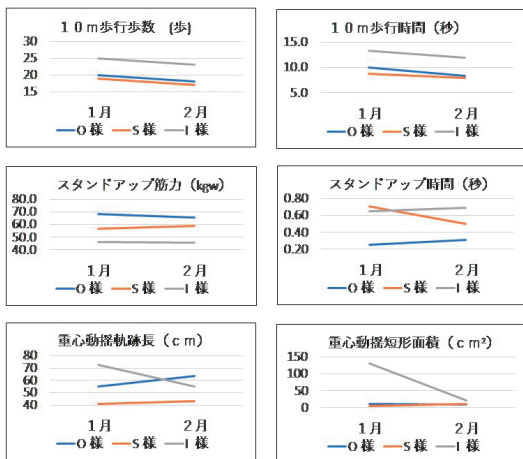 １０ｍ歩行歩数　(歩)
30
25
20
15
1月 2月
O様 S様 I様
１０ｍ歩行時間（秒）
15.0
10.0
5.0
1月 2月
O様 S様 I様
スタンドアップ筋力（kgw）
80.0
70.0
60.0
50.0
40.0
1月 2月
O様 S様 I様
スタンドアップ時間（秒）
0.80
0.60
0.40
0.20
1月 2月
O様 S様 I様
重心動揺軌跡長（ｃｍ）
80
70
60
50
40
1月 2月
O様 S様 I様
重心動揺短形面積（ｃｍ²）
150
100
50
0
1月 2月
O様 S様 I様